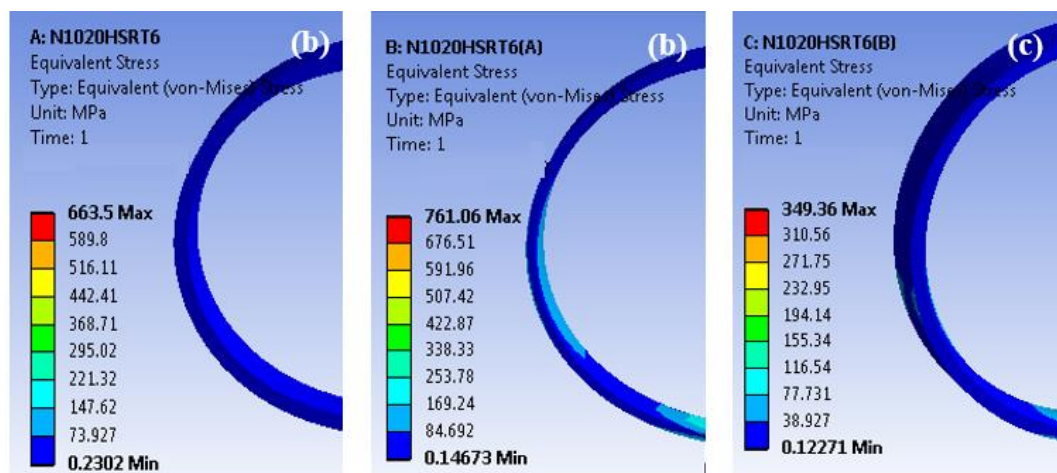 A: N1020HSRT6
(b)
Equivalent Stress
Type: Equivalent (von-Mises) Stress
Unit: MPa
Time: 1
663.5 Max
589.8
516.11
442.41
368.71
295.02
221.32
147.62
73.927
0.2302 Min
B: N1020HSRT6(A)
(b)
Equivalent Stress
Type: Equivalent (von-Mises) Stress
Unit: MPa
Time: 1
761.06 Max
676.51
591.96
507.42
422.87
338.33
253.78
169.24
84.692
0.14673 Min
C: N1020HSRT6(B)
(c)
Equivalent Stress
Type: Equivalent (von-Mises) Stress
Unit: MPa
Time: 1
349.36 Max
310.56
271.75
232.95
194.14
155.34
116.54
77.731
38.927
0.12271 Min